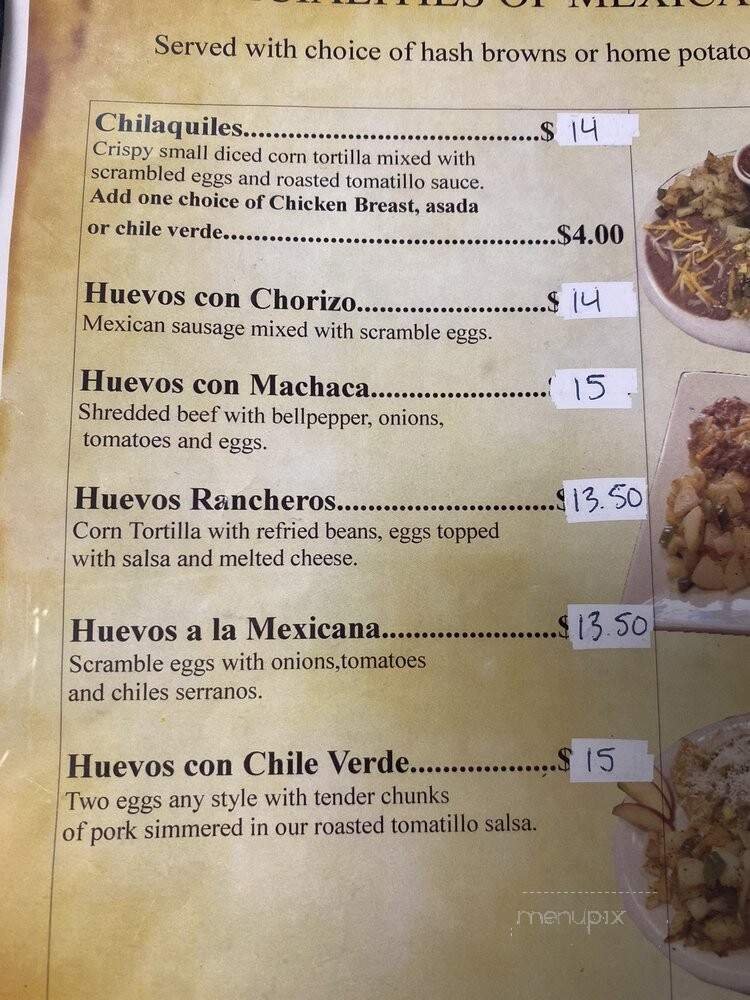 OF MEXICA
Served with choice of hash browns or home potato
Chilaquiles........................................$ 14
Crispy small diced corn tortilla mixed with
scrambled eggs and roasted tomatillo sauce.
Add one choice of Chicken Breast, asada
or chile verde.............................................$4.00
Huevos con Chorizo.........................$ 14
Mexican sausage mixed with scramble eggs.
Huevos con Machaca........................ 15
Shredded beef with bellpepper, onions,
tomatoes and eggs.
Huevos Rancheros.............................$13.50
Corn Tortilla with refried beans, eggs topped
with salsa and melted cheese.
Huevos a la Mexicana.......................$13.50
Scramble eggs with onions,tomatoes
and chiles serranos.
Huevos con Chile Verde...................$ 15
Two eggs any style with tender chunks
of pork simmered in our roasted tomatillo salsa.
menupix